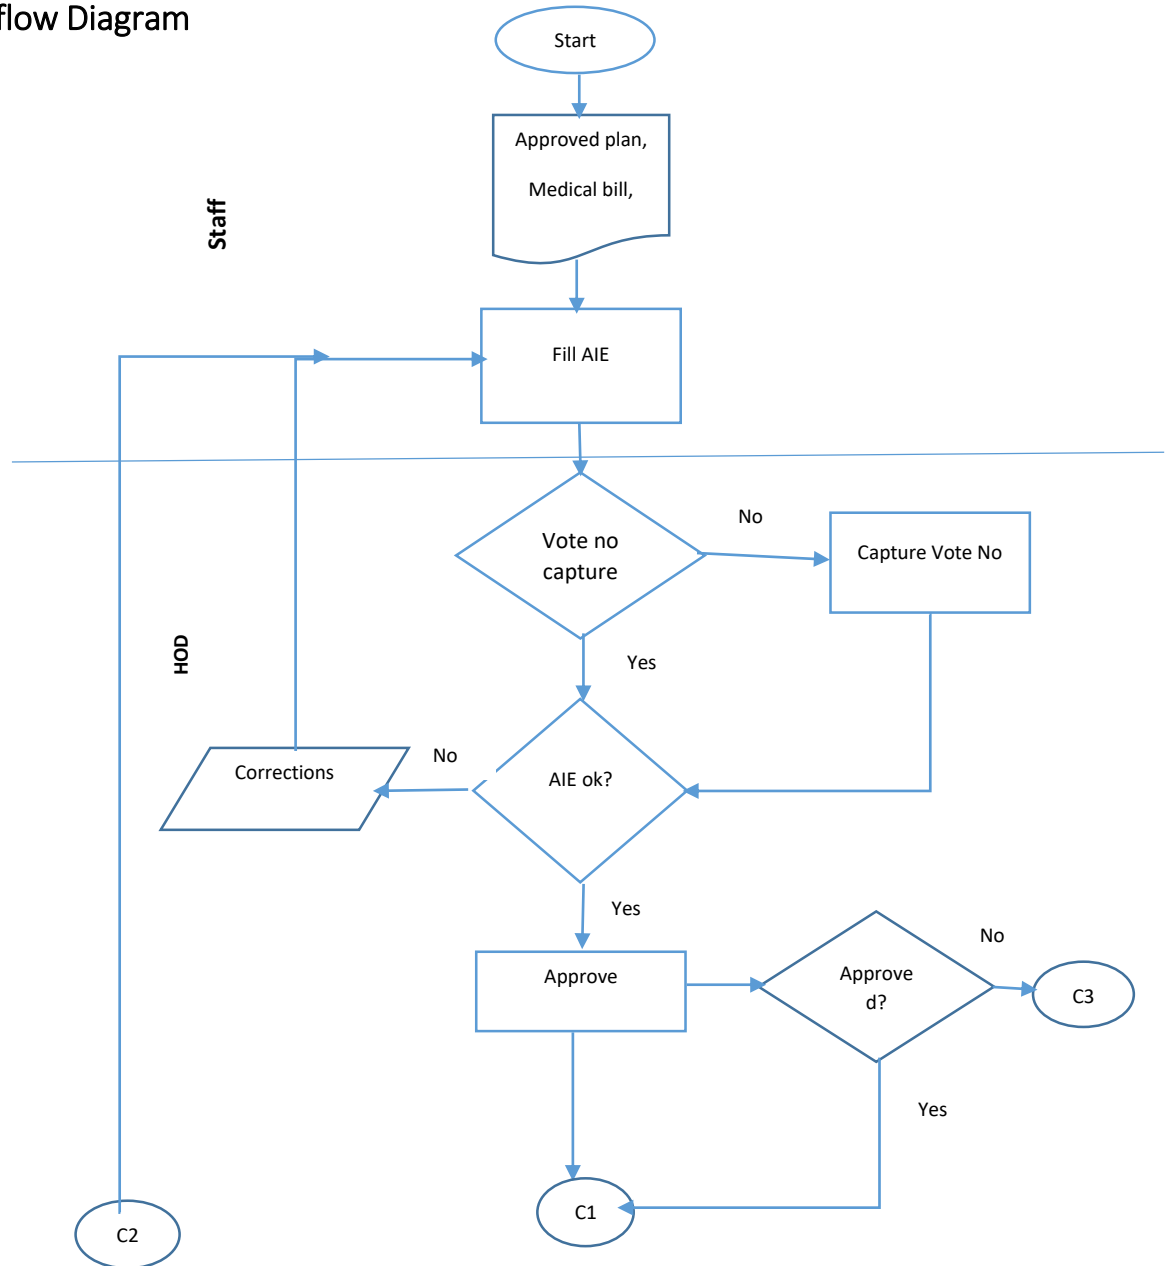 flow Diagram
Start
Approved plan,
Medical bill,
Staff
Fill AIE
Vote no
capture
No
Capture Vote No
HOD
Yes
Corrections
No
AIE ok?
Yes
Approve
Approve
d?
No
C3
Yes
C1
C2